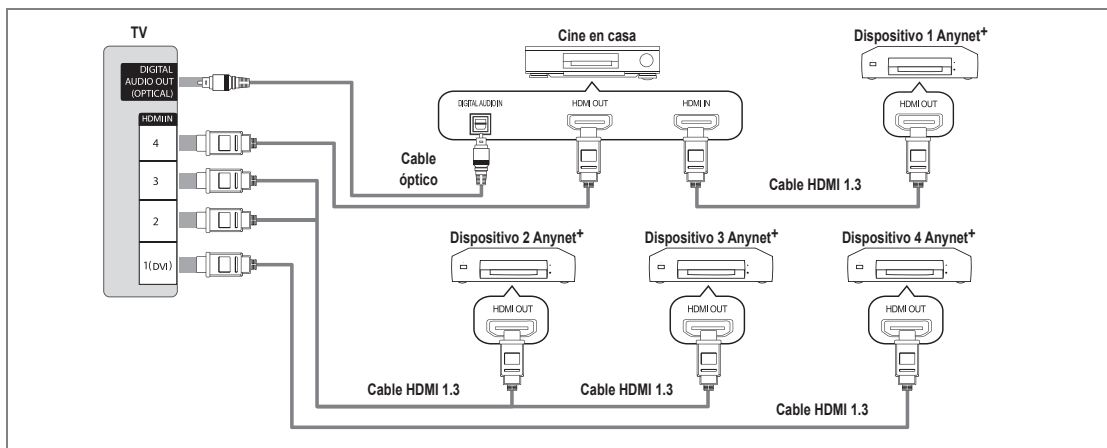 TV
Cine en casa
Dispositivo 1 Anynet+
DIGITAL
AUDIO OUT
(OPTICAL)
DIGITAL AUDIO IN
HDMI OUT
HDMI IN
HDMI OUT
HDMI IN
4
3
2
1(DVI)
Cable
óptico
Cable HDMI 1.3
Dispositivo 2 Anynet+
Dispositivo 3 Anynet+
Dispositivo 4 Anynet+
HDMI OUT
HDMI OUT
HDMI OUT
Cable HDMI 1.3
Cable HDMI 1.3
Cable HDMI 1.3